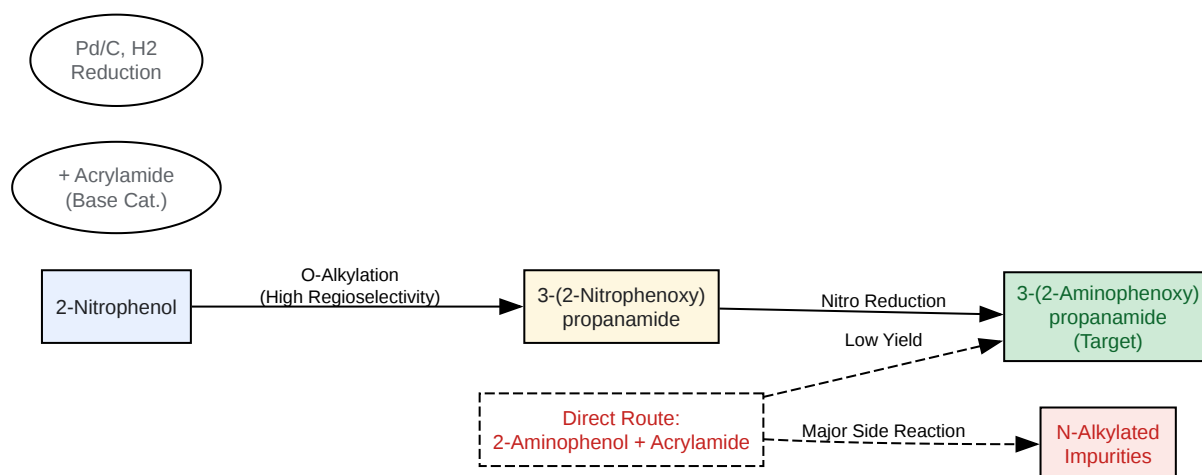 Pd/C, H2
Reduction
+ Acrylamide
(Base Cat.)
2-Nitrophenol
O-Alkylation
(High Regioselectivity)
3-(2-Nitrophenoxy)
propanamide
Nitro Reduction
3-(2-Aminophenoxy)
propanamide
(Target)
Low Yield
Direct Route:
2-Aminophenol + Acrylamide
Major Side Reaction
N-Alkylated
Impurities